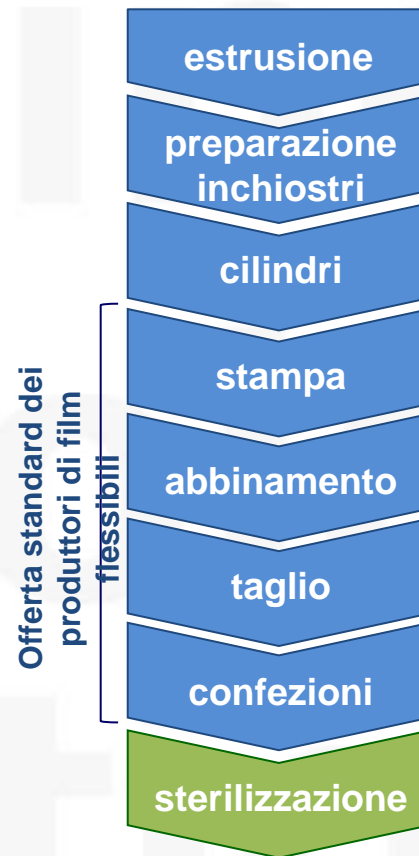 estrusione
preparazione
inchiostri
cilindri
stampa
abbinamento
taglio
confezioni
sterilizzazione
Offerta standard dei
produttori di film
flessibili